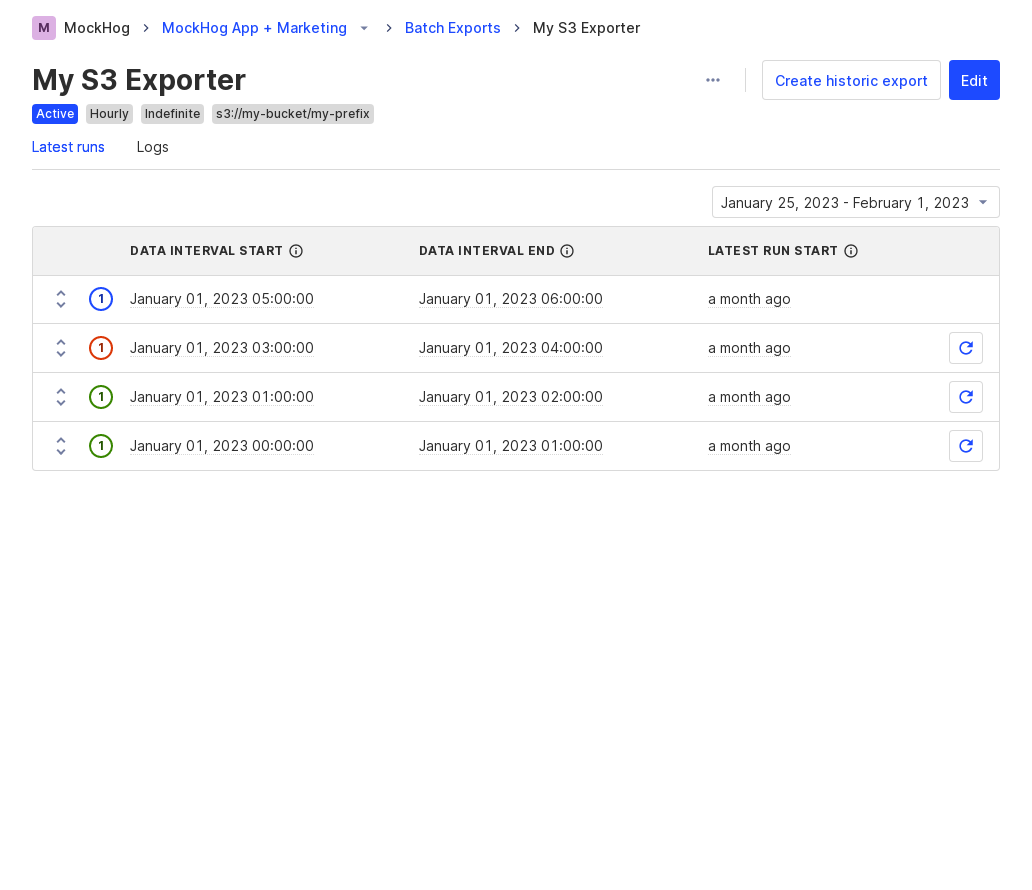 M MockHog > MockHog App + Marketing > Batch Exports > My S3 Exporter
My S3 Exporter
Create historic export Edit
Active Hourly Indefinite s3://my-bucket/my-prefix
Latest runs Logs
January 25, 2023 - February 1, 2023
DATA INTERVAL START DATA INTERVAL END LATEST RUN START
1 January 01, 2023 05:00:00 January 01, 2023 06:00:00 a month ago
1 January 01, 2023 03:00:00 January 01, 2023 04:00:00 a month ago
1 January 01, 2023 01:00:00 January 01, 2023 02:00:00 a month ago
1 January 01, 2023 00:00:00 January 01, 2023 01:00:00 a month ago